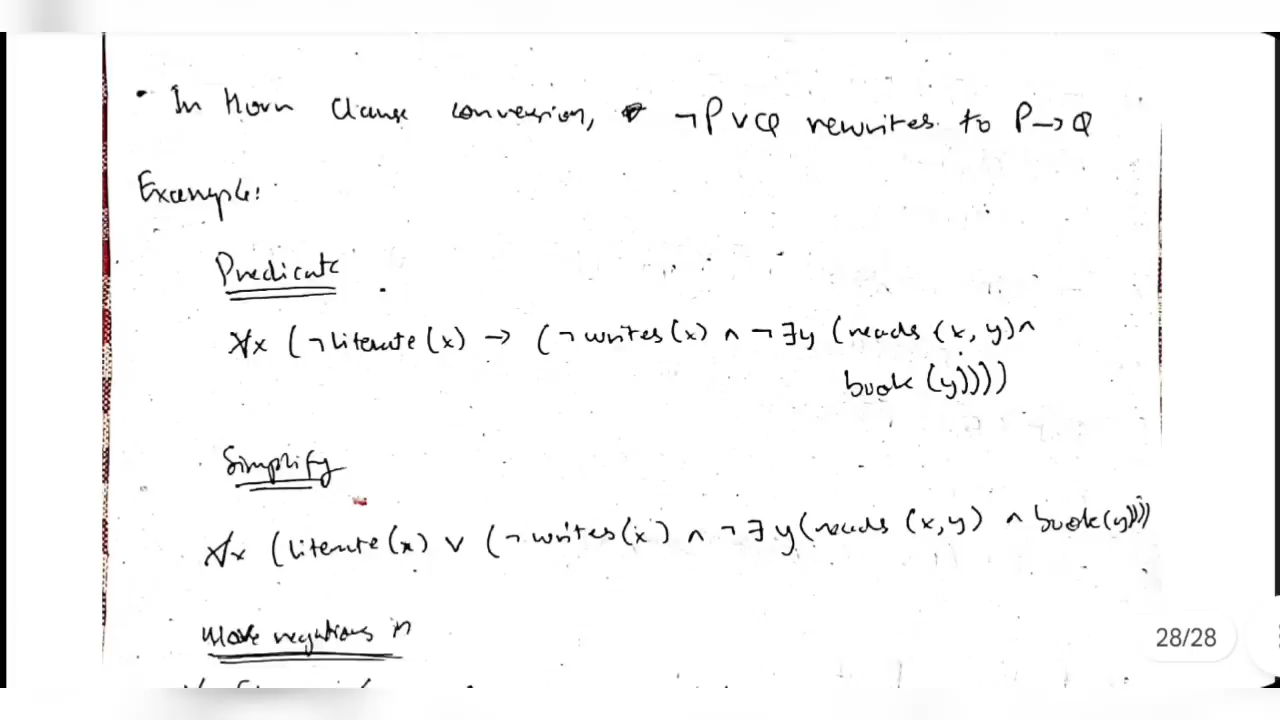 • In Horn Clause conversion, ¬P∨Q rewrites to P→Q
Example:
Predicate
∀x (¬literate(x) → (¬writes(x) ∧ ¬∃y (reads (x, y) ∧
book (y))))
Simplify
∀x (literate(x) ∨ (¬writes(x) ∧ ¬∃y(reads (x,y) ∧ book(y))))
Move negations in
28/28